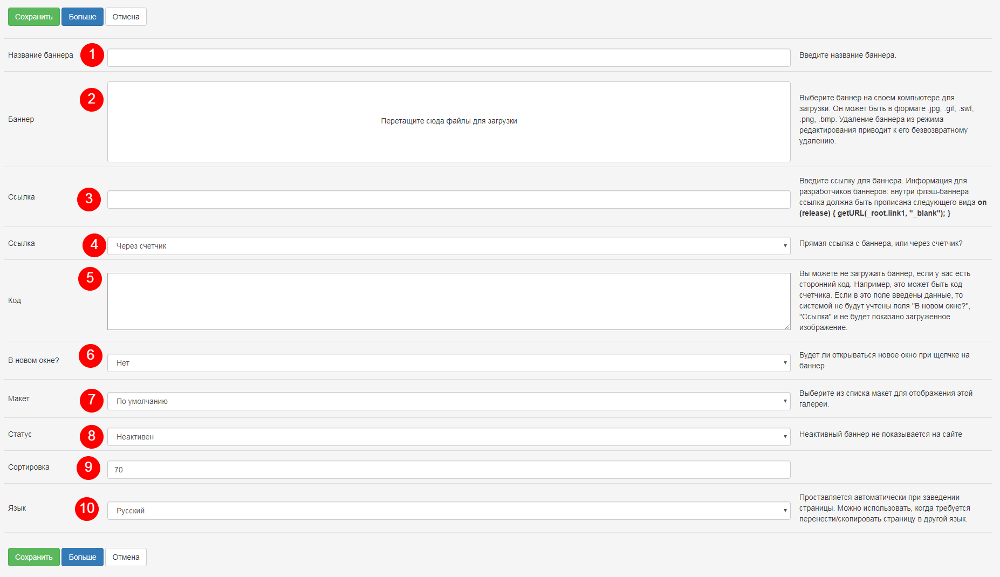 Сохранить Больше Отмена
Название баннера 1 Введите название баннера.
Баннер 2 Перетащите сюда файлы для загрузки
Выберите баннер на своем компьютере для
загрузки. Он может быть в формате .jpg, .gif, .swf,
.png, .bmp. Удаление баннера из режима
редактирования приводит к его безвозвратному
удалению.
Ссылка 3
Введите ссылку для баннера. Информация для
разработчиков баннеров: внутри флэш-баннера
ссылка должна быть прописана следующего вида on
(release) { getURL(_root.link1, "_blank"); }
Ссылка 4 Через счетчик Прямая ссылка с баннера, или через счетчик?
Код 5
Вы можете не загружать баннер, если у вас есть
сторонний код. Например, это может быть код
счетчика. Если в это поле введены данные, то
системой не будут учтены поля "В новом окне?",
"Ссылка" и не будет показано загруженное
изображение.
В новом окне? 6 Нет
Будет ли открываться новое окно при щелчке на
баннер
Макет 7 По умолчанию
Выберите из списка макет для отображения этой
галереи.
Статус 8 Неактивен Неактивный баннер не показывается на сайте
Сортировка 9 70
Язык 10 Русский
Проставляется автоматически при заведении
страницы. Можно использовать, когда требуется
перенести/скопировать страницу в другой язык.
Сохранить Больше Отмена